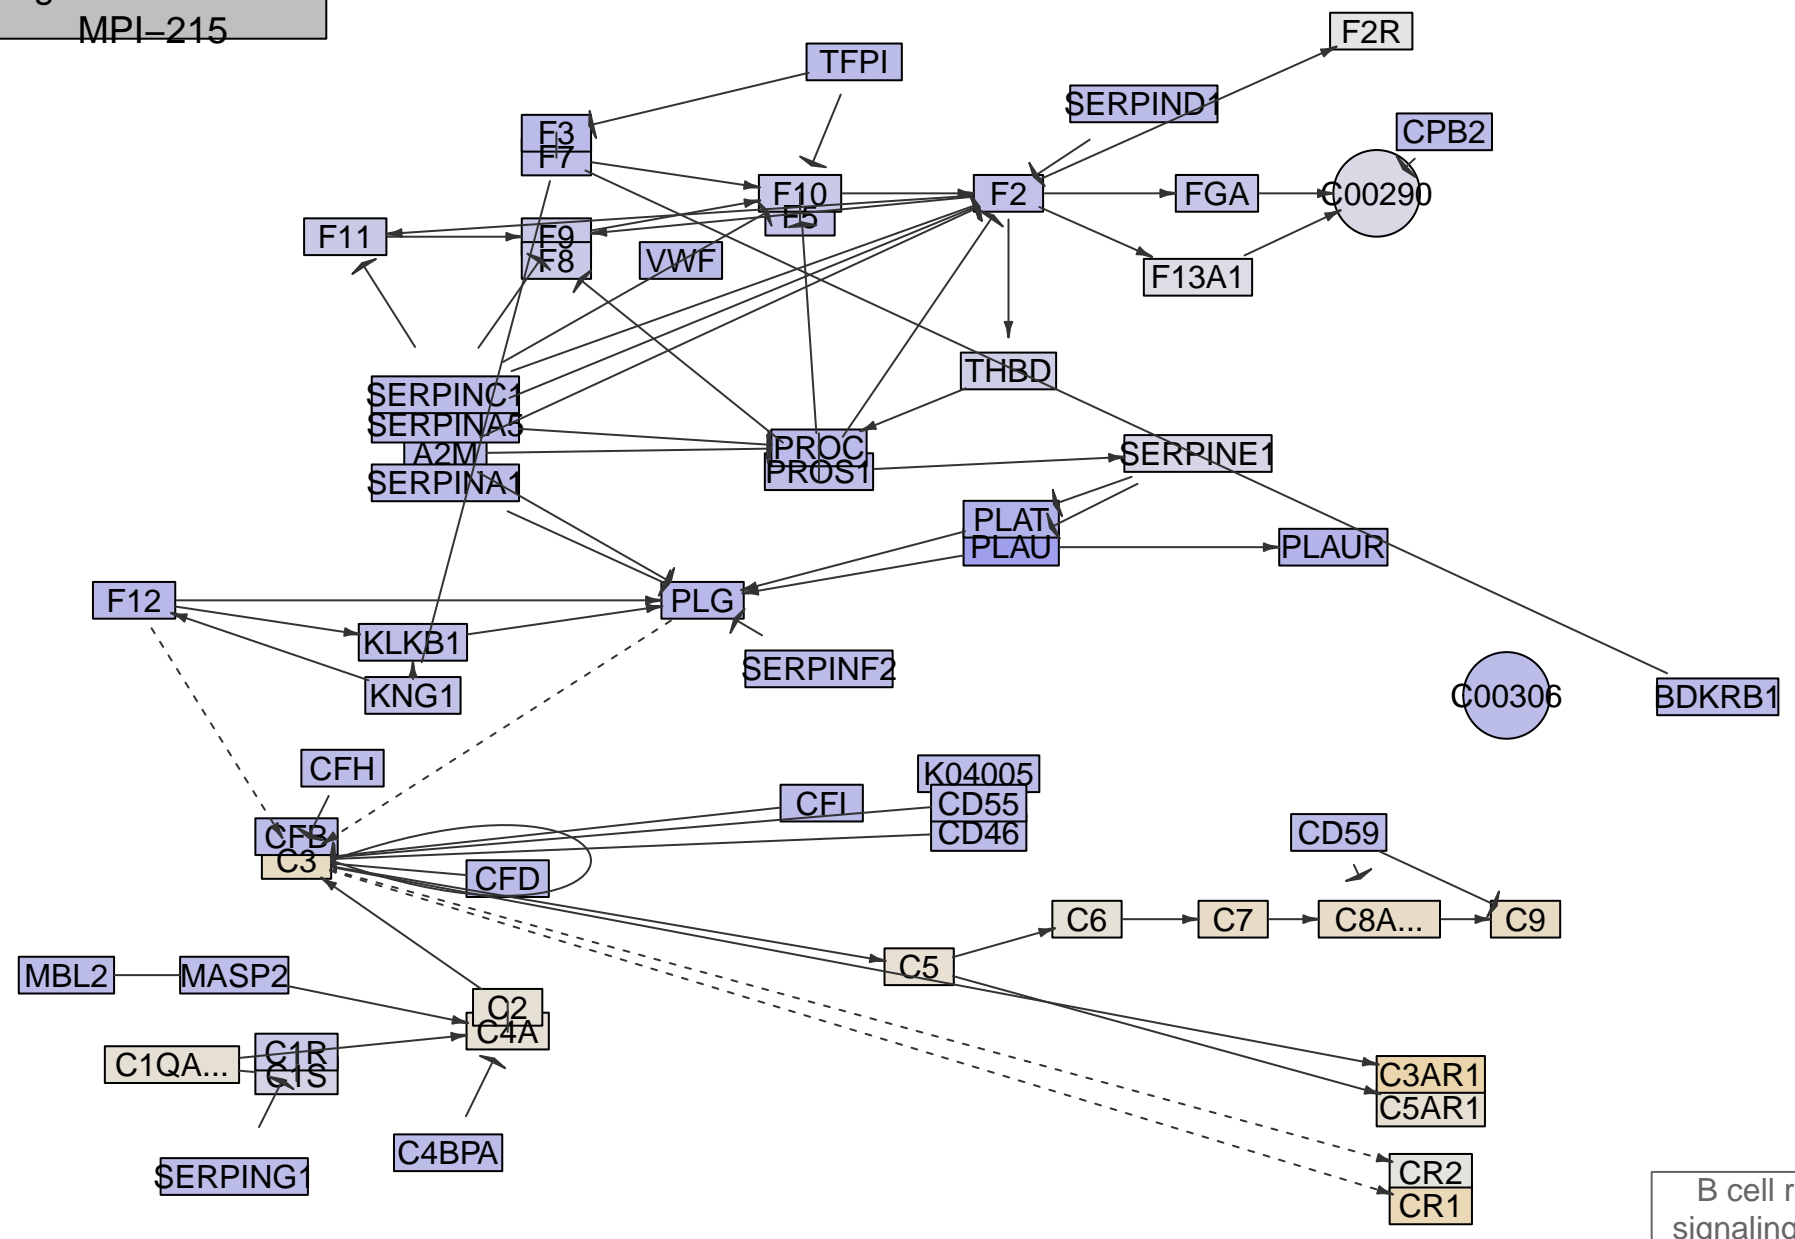 MPI−215
F2R
TFPI
SERPIND1
CPB2
F3
F7
F10
F5
F2
FGA
C00290
F11
F9
F8
VWF
F13A1
THBD
SERPINC1
SERPINA5
A2M
SERPINA1
PROC
PROS1
SERPINE1
PLAT
PLAU
PLAUR
F12
PLG
KLKB1
SERPINF2
KNG1
C00306
BDKRB1
CFH
K04005
CFI
CD55
CD46
CD59
CFB
C3
CFD
C6
C7
C8A...
C9
C5
MBL2
MASP2
C2
C4A
C1QA...
C1R
C1S
C3AR1
C5AR1
C4BPA
SERPING1
CR2
CR1
B cell r
signaling